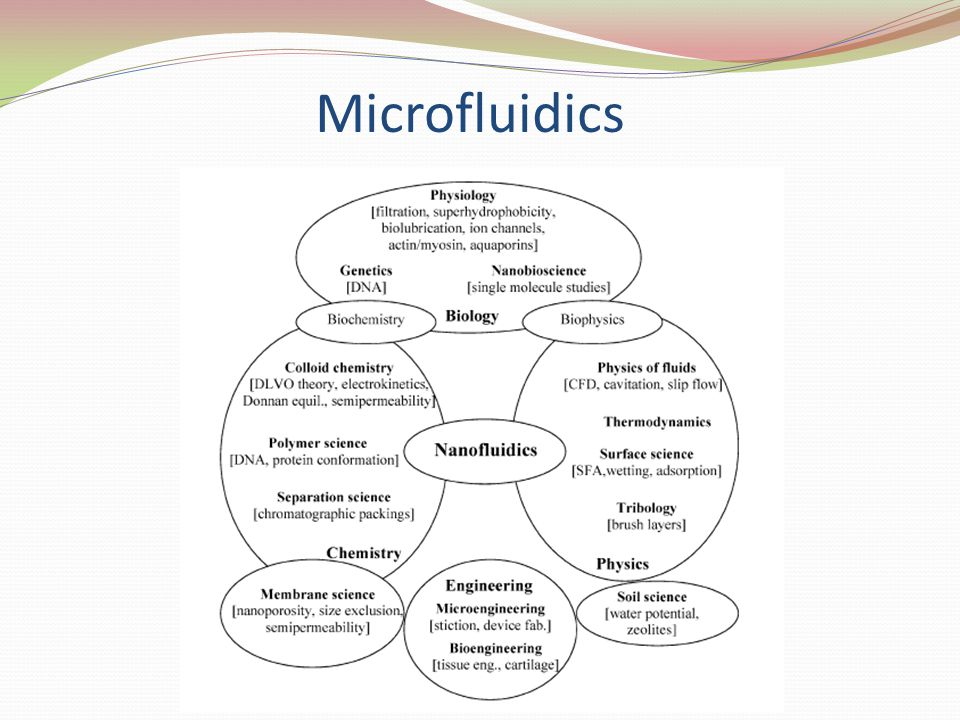 Microfluidics
Physiology
[filtration, superhydrophobicity,
biolubrication, ion channels,
actin/myosin, aquaporins]
Genetics
[DNA]
Nanobioscience
[single molecule studies]
Biology
Biochemistry
Biophysics
Colloid chemistry
[DLVO theory, electrokinetics,
Donnan equil., semipermeability]
Polymer science
[DNA, protein conformation]
Separation science
[chromatographic packings]
Chemistry
Nanofluidics
Physics of fluids
[CFD, cavitation, slip flow]
Thermodynamics
Surface science
[SFA,wetting, adsorption]
Tribology
[brush layers]
Physics
Membrane science
[nanoporosity, size exclusion,
semipermeability]
Engineering
Microengineering
[stiction, device fab.]
Bioengineering
[tissue eng., cartilage]
Soil science
[water potential,
zeolites]